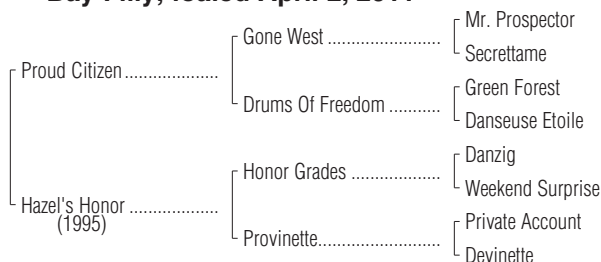 Bay Filly; foaled April 2, 2011
Mr. Prospector
Gone West ........................
Secrettame
Proud Citizen ....................
Green Forest
Drums Of Freedom ...........
Danseuse Etoile
Danzig
Honor Grades ...................
Weekend Surprise
Hazel's Honor ...................
(1995)
Private Account
Provinette..........................
Devinette